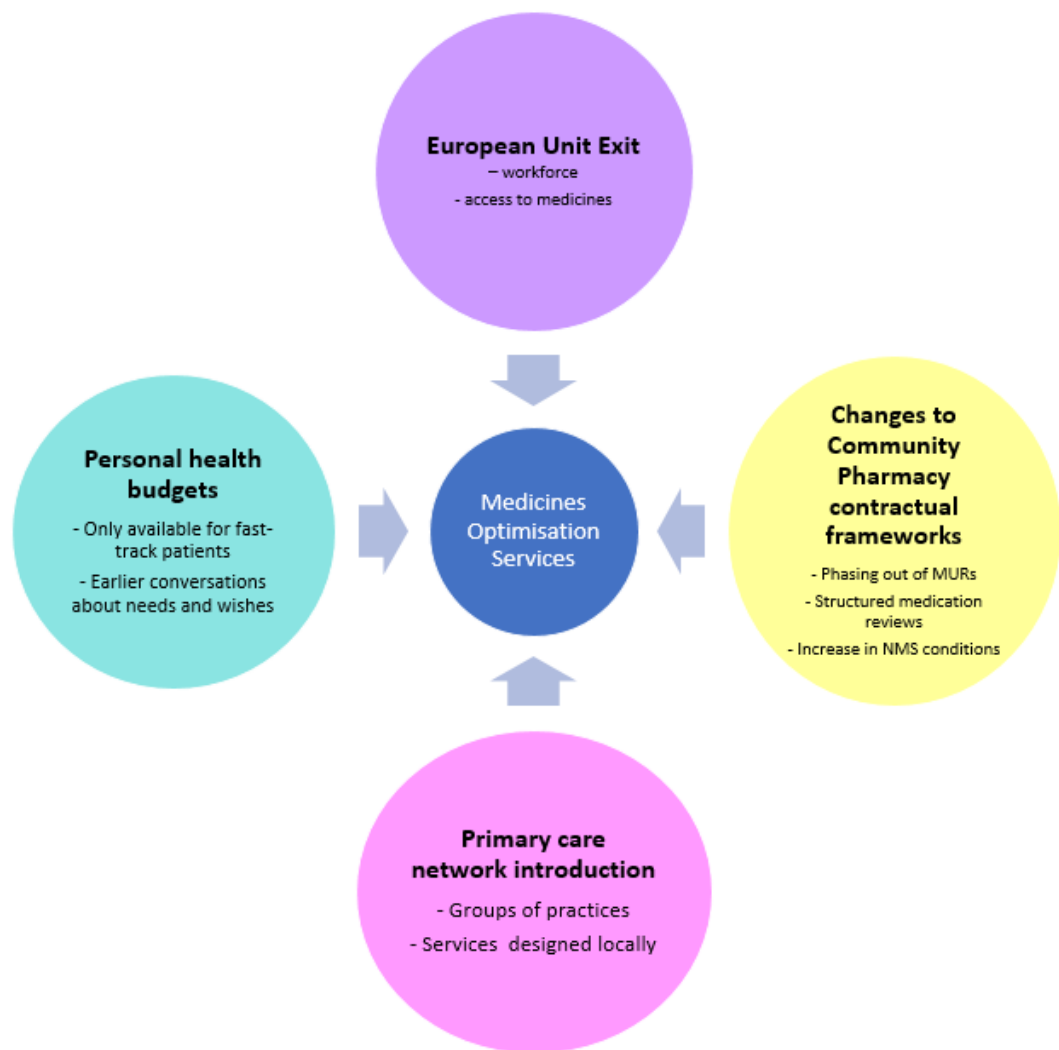 European Unit Exit
– workforce
- access to medicines
Personal health
budgets
- Only available for fast-
track patients
- Earlier conversations
about needs and wishes
Medicines
Optimisation
Services
Changes to
Community
Pharmacy
contractual
frameworks
- Phasing out of MURs
- Structured medication
reviews
- Increase in NMS conditions
Primary care
network introduction
- Groups of practices
- Services  designed locally